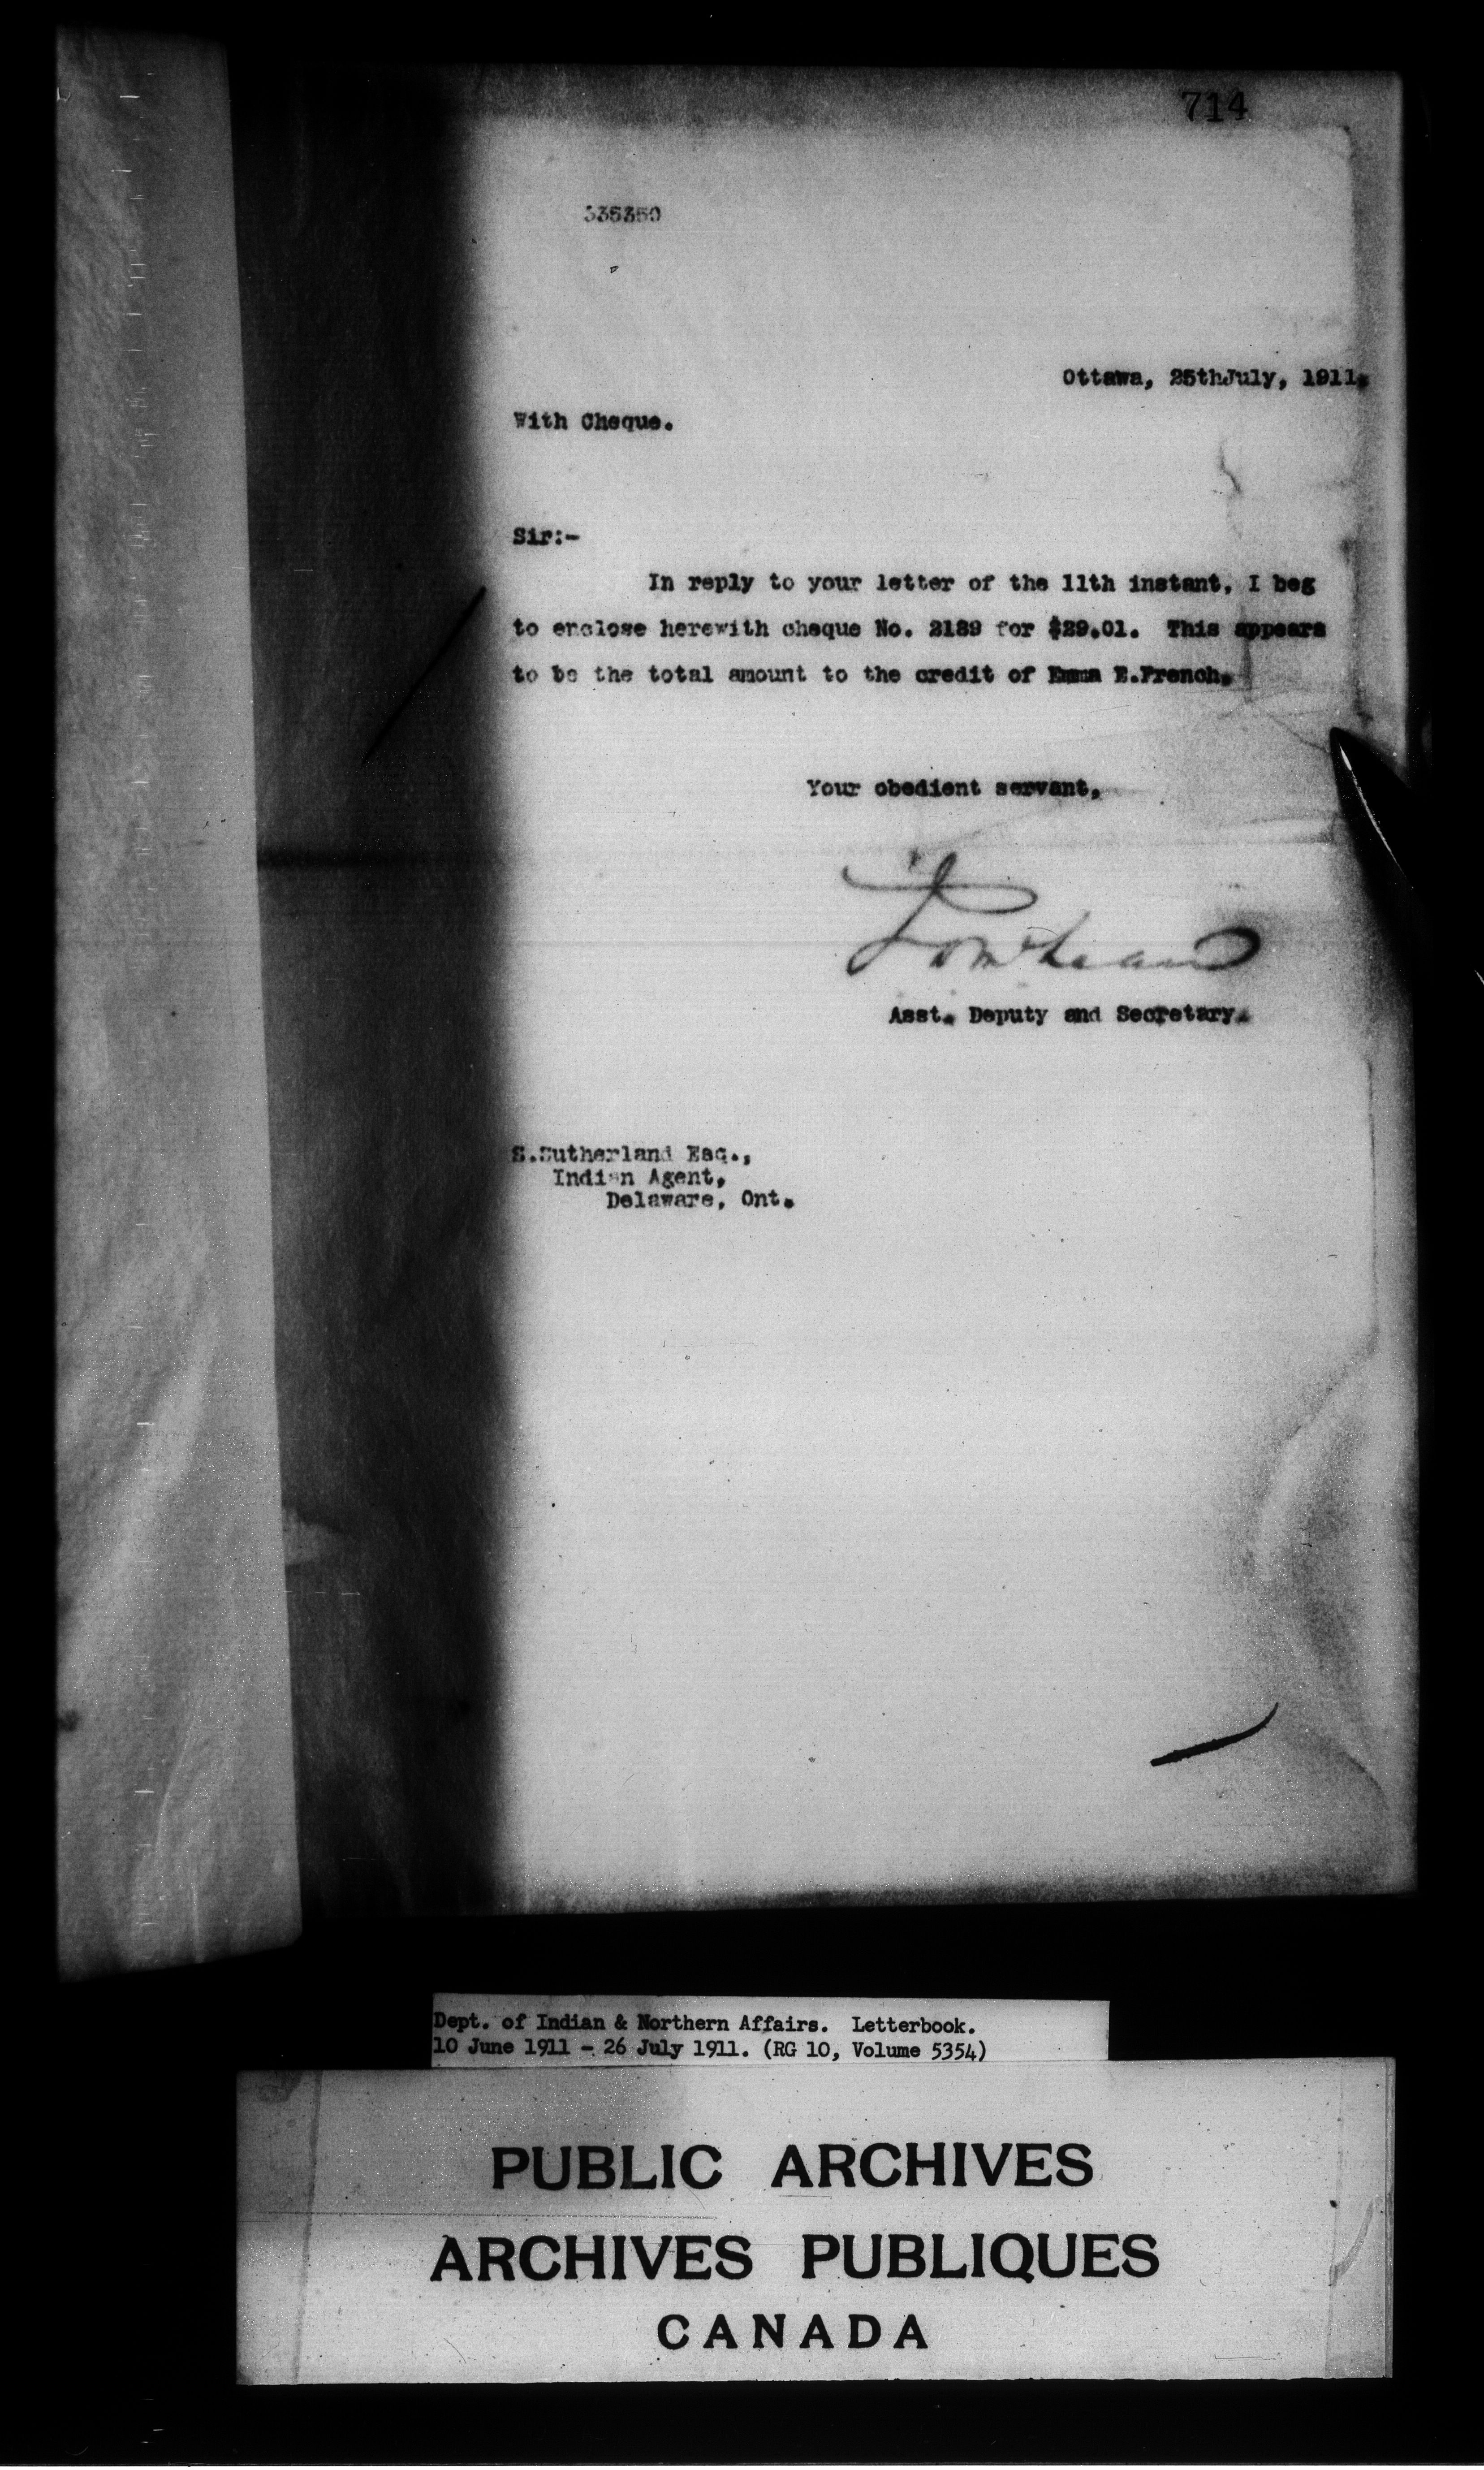 714
335350
Ottawa, 25thJuly, 1911.
With Cheque.
Sir:-
In reply to your letter of the 11th instant, I beg
to enclose herewith cheque No. 2189 for $29.01. This appears
to be the total amount to the credit of Emma E.French.
Your obedient servant,
Asst. Deputy and Secretary.
S.Sutherland Esq.,
Indian Agent,
Delaware, Ont.
Dept. of Indian & Northern Affairs. Letterbook.
10 June 1911 - 26 July 1911. (RG 10, Volume 5354)
PUBLIC ARCHIVES
ARCHIVES PUBLIQUES
CANADA